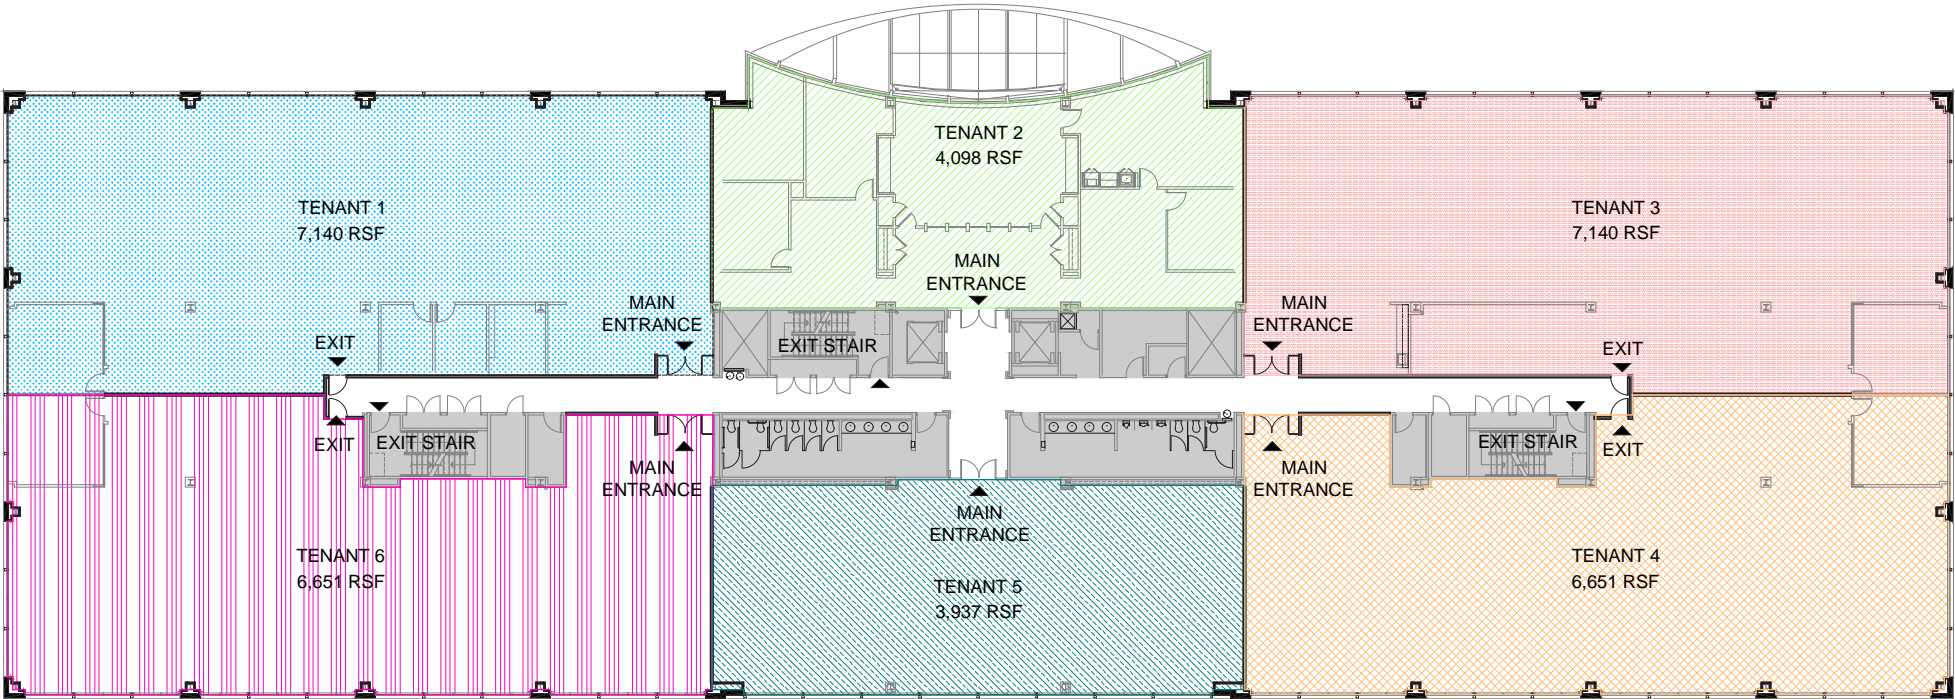 TENANT 2
4,098 RSF
TENANT 1
7,140 RSF
TENANT 3
7,140 RSF
MAIN
ENTRANCE
MAIN
ENTRANCE
MAIN
ENTRANCE
EXIT
EXIT STAIR
EXIT
EXIT
EXIT STAIR
EXIT STAIR
EXIT
MAIN
ENTRANCE
MAIN
ENTRANCE
MAIN
ENTRANCE
TENANT 6
6,651 RSF
TENANT 5
3,937 RSF
TENANT 4
6,651 RSF